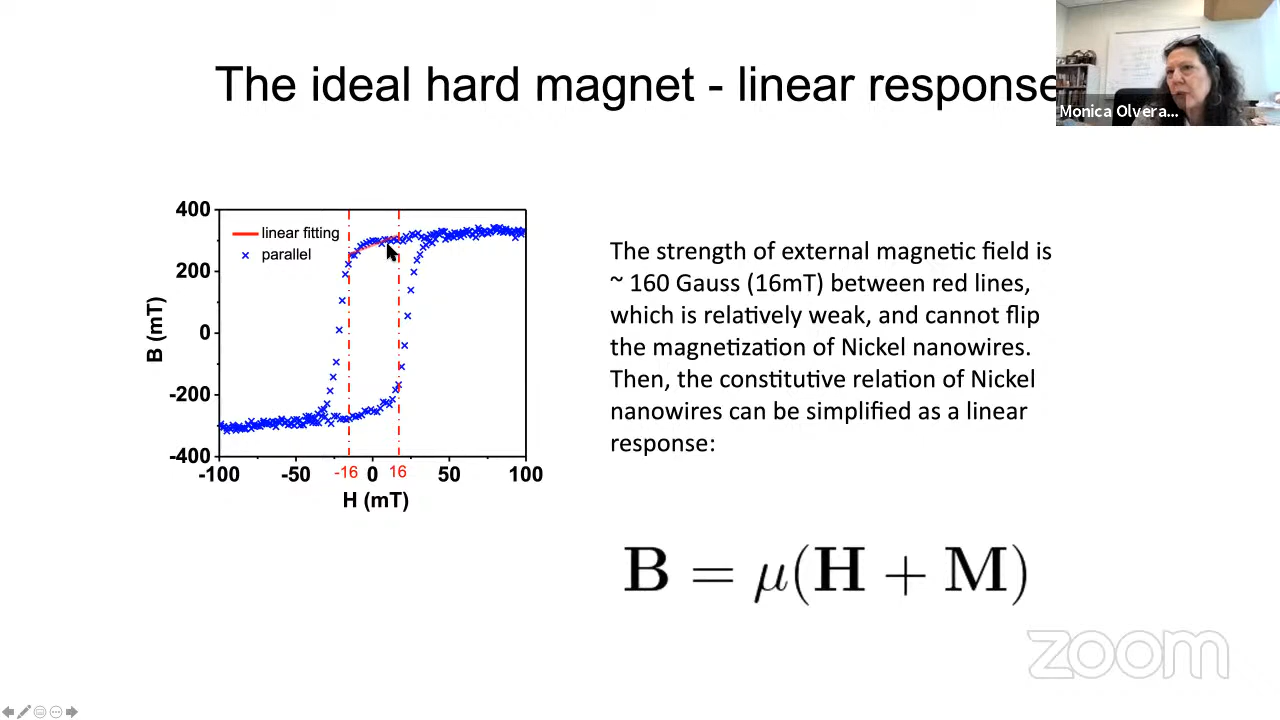 The ideal hard magnet - linear response
Monica Olvera...
400
200
0
-200
-400
B (mT)
linear fitting
parallel
-100
-50
-16
0
16
50
100
H (mT)
The strength of external magnetic field is
~ 160 Gauss (16mT) between red lines,
which is relatively weak, and cannot flip
the magnetization of Nickel nanowires.
Then, the constitutive relation of Nickel
nanowires can be simplified as a linear
response:
B = μ(H + M)
zoom